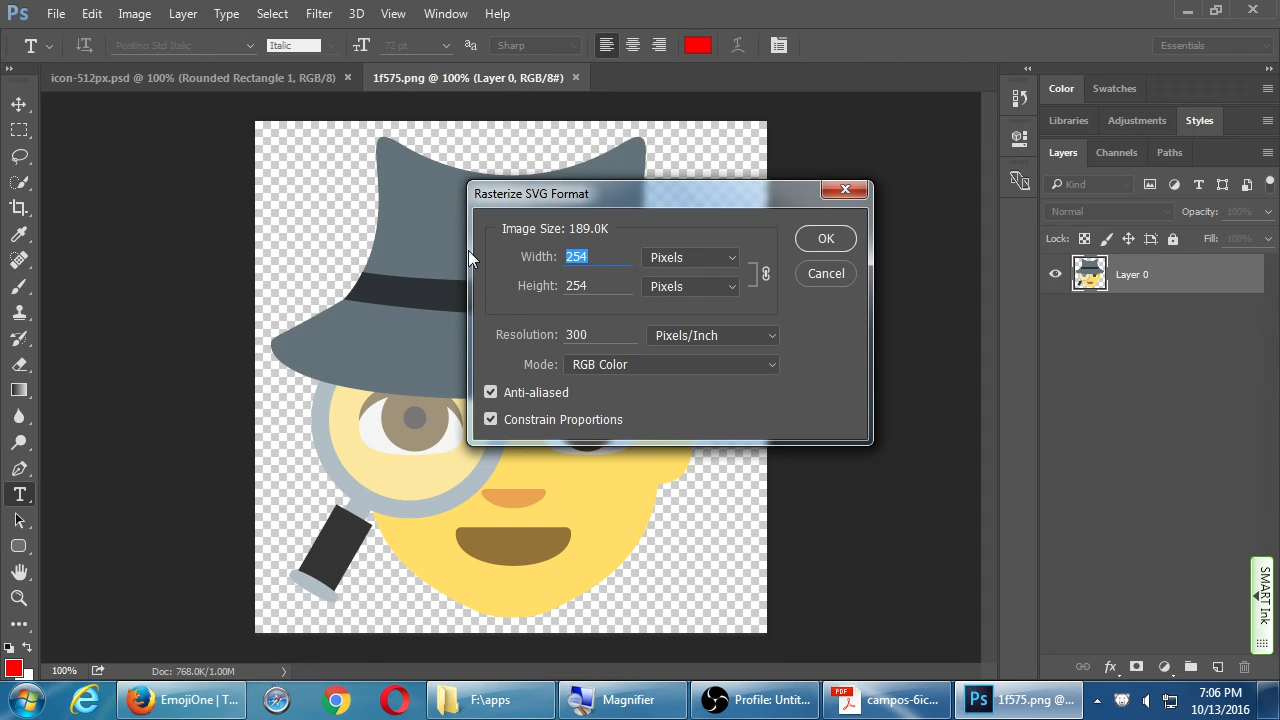 Ps File Edit Image Layer Type Select Filter 3D View Window Help
T Postino Std Italic Italic 72 pt Sharp Essentials
icon-512px.psd @ 100% (Rounded Rectangle 1, RGB/8) × 1f575.png @ 100% (Layer 0, RGB/8#) ×
Color Swatches
Libraries Adjustments Styles
Layers Channels Paths
Kind
Normal Opacity: 100%
Lock: Fill: 100%
Layer 0
Rasterize SVG Format
Image Size: 189.0K
Width: 254 Pixels
Height: 254 Pixels
Resolution: 300 Pixels/Inch
Mode: RGB Color
Anti-aliased
Constrain Proportions
OK
Cancel
SMART Ink
100% Doc: 768.0K/1.00M
fx
EmojiOne | T... F:\apps Magnifier Profile: Untit... PDF campos-6ic... Ps 1f575.png @... 7:06 PM
10/13/2016